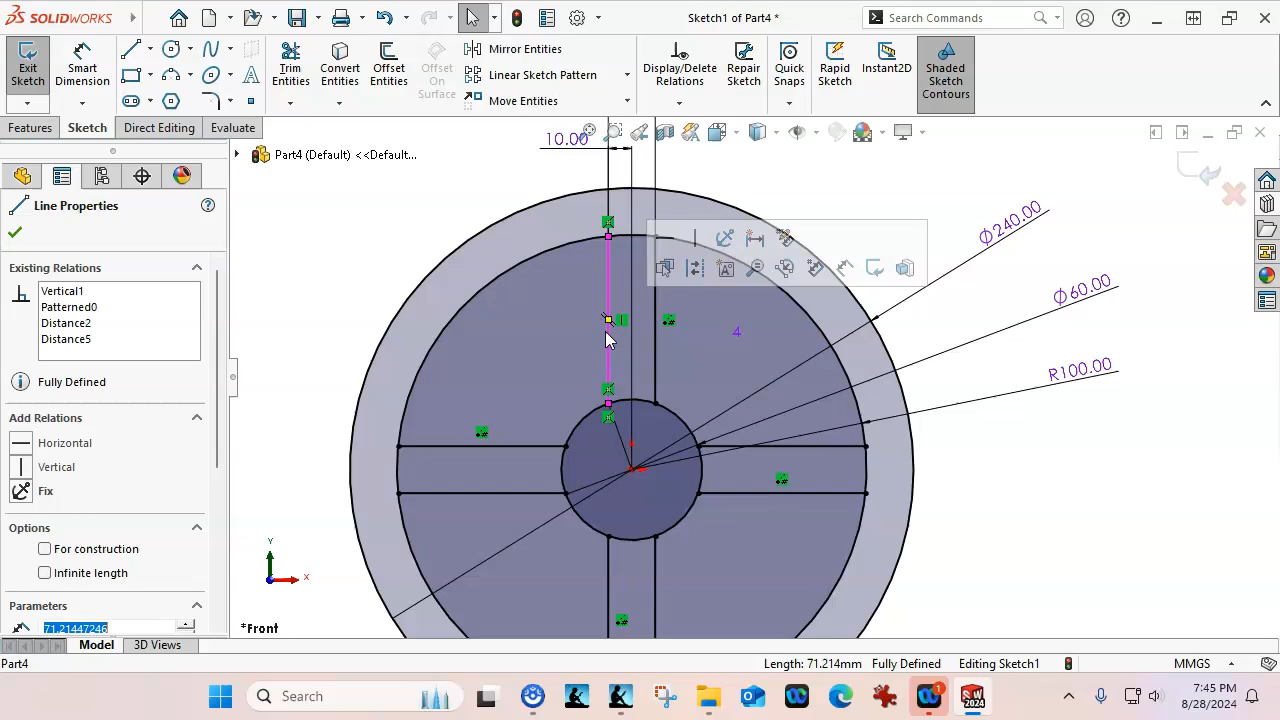 SOLIDWORKS
Sketch1 of Part4 *
Search Commands
Exit Sketch
Smart Dimension
Trim Entities
Convert Entities
Offset Entities
Offset On Surface
Mirror Entities
Linear Sketch Pattern
Move Entities
Display/Delete Relations
Repair Sketch
Quick Snaps
Rapid Sketch
Instant2D
Shaded Sketch Contours
Features
Sketch
Direct Editing
Evaluate
10.00
Part4 (Default) <<Default...
Line Properties
Existing Relations
Vertical1
Patterned0
Distance2
Distance5
Fully Defined
Add Relations
Horizontal
Vertical
Fix
Options
For construction
Infinite length
Parameters
71.21447246
Ø240.00
Ø60.00
R100.00
4
Y
X
*Front
Model
3D Views
Part4
Length: 71.214mm
Fully Defined
Editing Sketch1
MMGS
Search
1
SW
2024
7:45 PM
8/28/2024